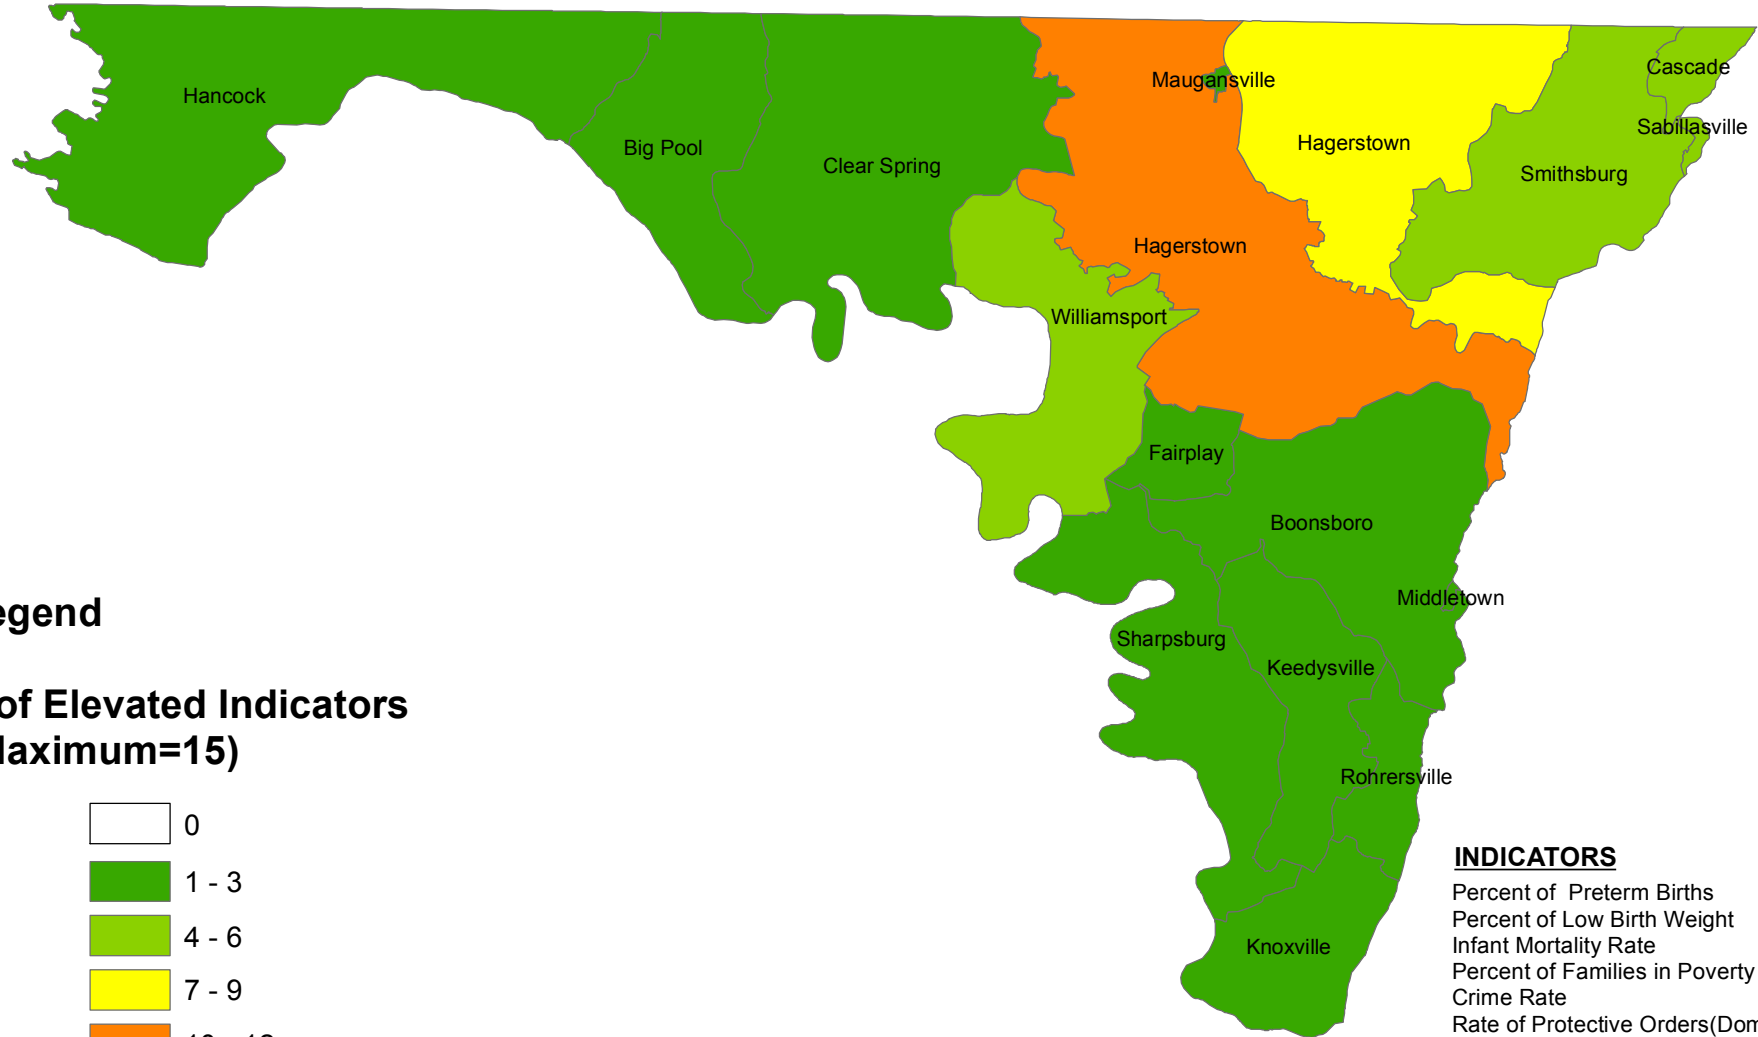 Hancock
Big Pool
Clear Spring
Maugansville
Hagerstown
Cascade
Sabillasville
Smithsburg
Hagerstown
Williamsport
Fairplay
Boonsboro
Middletown
Sharpsburg
Keedysville
Rohrersville
Knoxville
egend
of Elevated Indicators
aximum=15)
0
1 - 3
4 - 6
7 - 9
INDICATORS
Percent of Preterm Births
Percent of Low Birth Weight
Infant Mortality Rate
Percent of Families in Poverty
Crime Rate
Rate of Protective Orders(Dom